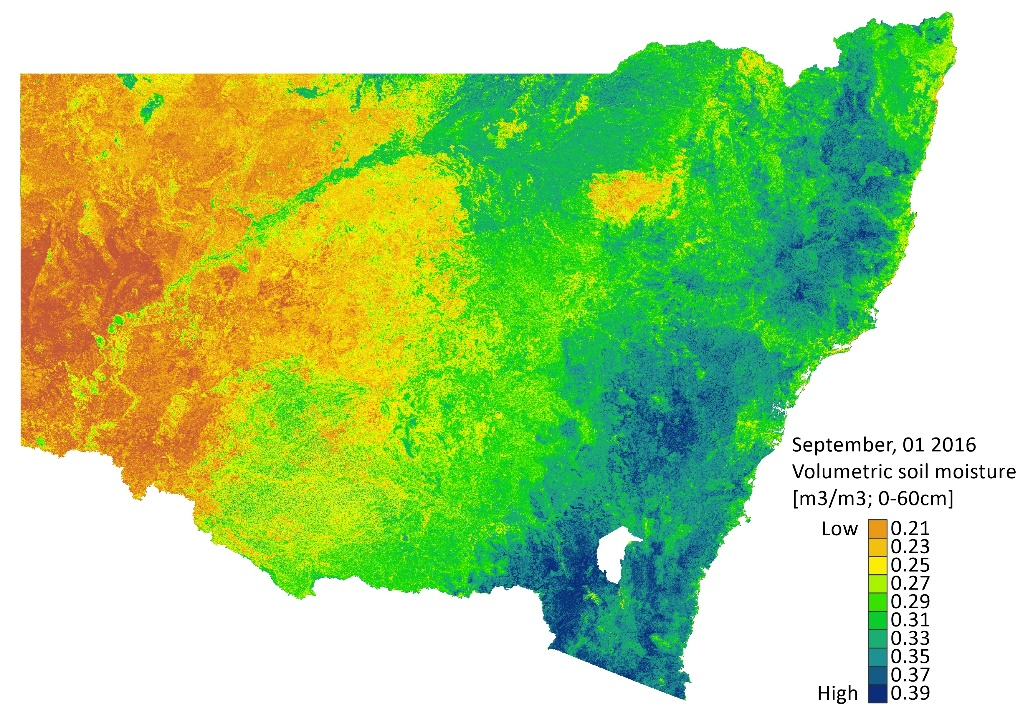 September, 01 2016
Volumetric soil moisture
[m3/m3; 0-60cm]
Low
0.21
0.23
0.25
0.27
0.29
0.31
0.33
0.35
0.37
High
0.39